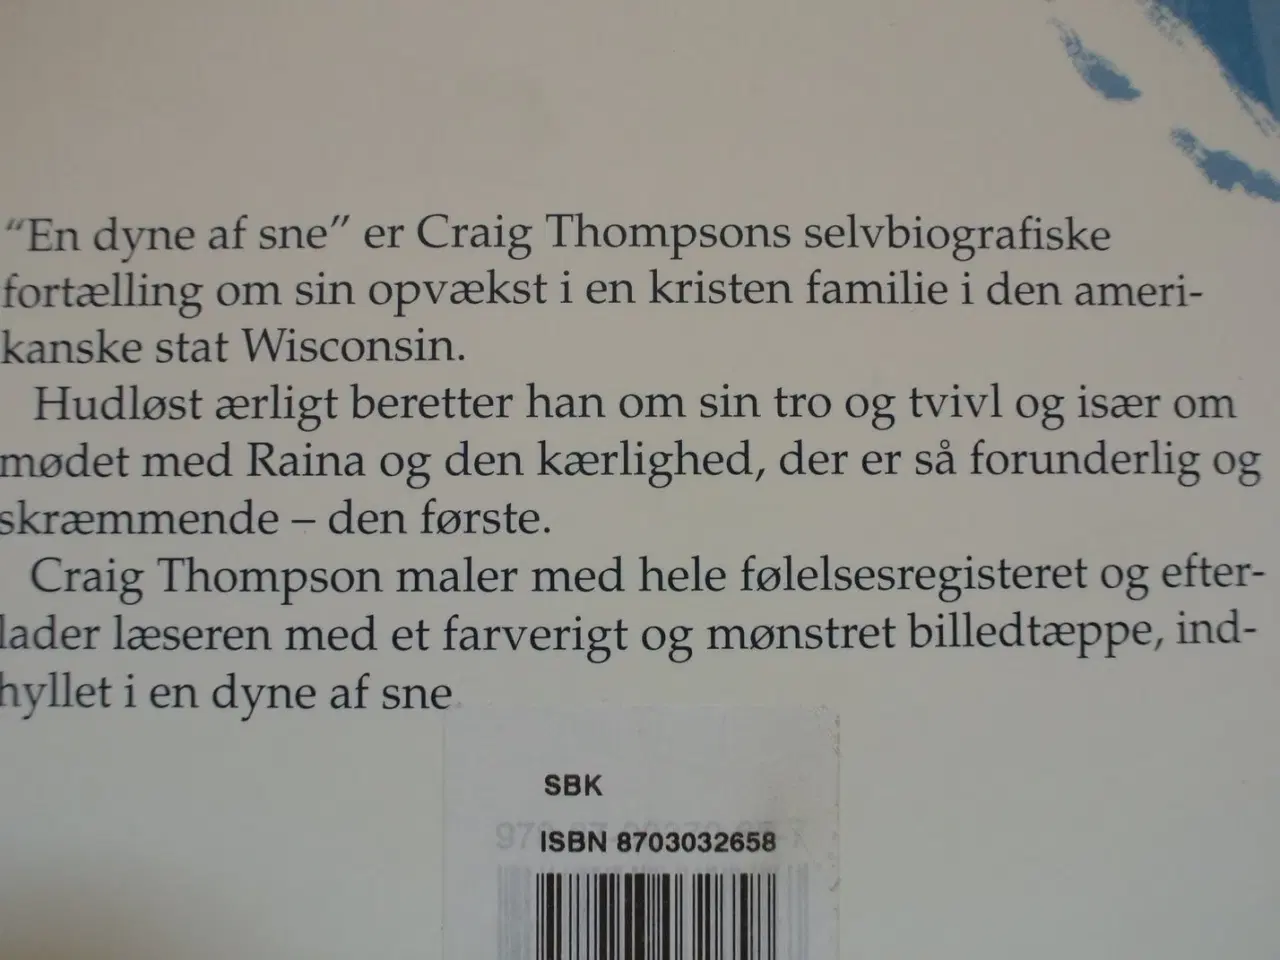 “En dyne af sne” er Craig Thompsons selvbiografiske
fortælling om sin opvækst i en kristen familie i den ameri-
kanske stat Wisconsin.
Hudløst ærligt beretter han om sin tro og tvivl og især om
mødet med Raina og den kærlighed, der er så forunderlig og
skræmmende – den første.
Craig Thompson maler med hele følelsesregisteret og efter-
lader læseren med et farverigt og mønstret billedtæppe, ind-
hyllet i en dyne af sne
SBK
ISBN 8703032658